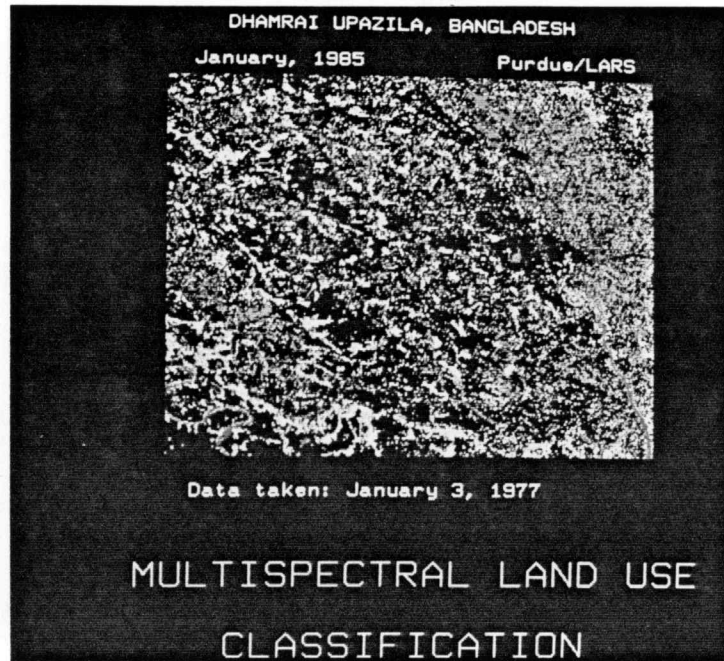 DHAMRAI UPAZILA, BANGLADESH
January, 1985 Purdue/LARS
Data taken: January 3, 1977
MULTISPECTRAL LAND USE
CLASSIFICATION